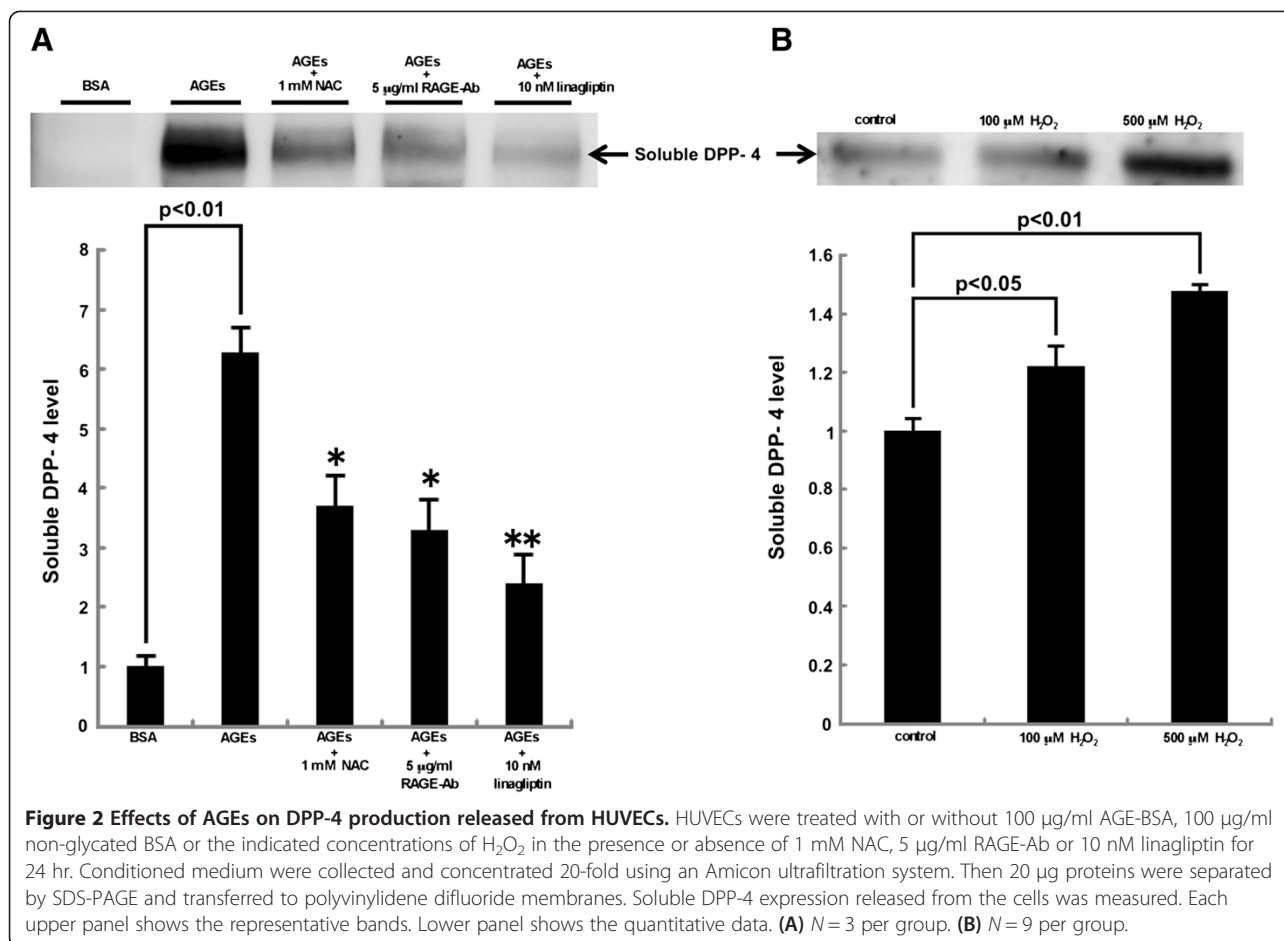 A
B
BSA
AGEs
AGEs
+
1 mM NAC
AGEs
+
5 μg/ml RAGE-Ab
AGEs
+
10 nM linagliptin
Soluble DPP- 4
control
100 μM H₂O₂
500 μM H₂O₂
p<0.01
8
7
6
5
4
3
2
1
0
Soluble DPP- 4 level
*
*
**
BSA
AGEs
AGEs
+
1 mM NAC
AGEs
+
5 μg/ml
RAGE-Ab
AGEs
+
10 nM
linagliptin
p<0.01
p<0.05
1.6
1.4
1.2
1
0.8
0.6
0.4
0.2
0
Soluble DPP- 4 level
control
100 μM H₂O₂
500 μM H₂O₂
Figure 2 Effects of AGEs on DPP-4 production released from HUVECs. HUVECs were treated with or without 100 μg/ml AGE-BSA, 100 μg/ml
non-glycated BSA or the indicated concentrations of H₂O₂ in the presence or absence of 1 mM NAC, 5 μg/ml RAGE-Ab or 10 nM linagliptin for
24 hr. Conditioned medium were collected and concentrated 20-fold using an Amicon ultrafiltration system. Then 20 μg proteins were separated
by SDS-PAGE and transferred to polyvinylidene difluoride membranes. Soluble DPP-4 expression released from the cells was measured. Each
upper panel shows the representative bands. Lower panel shows the quantitative data. (A) N = 3 per group. (B) N = 9 per group.